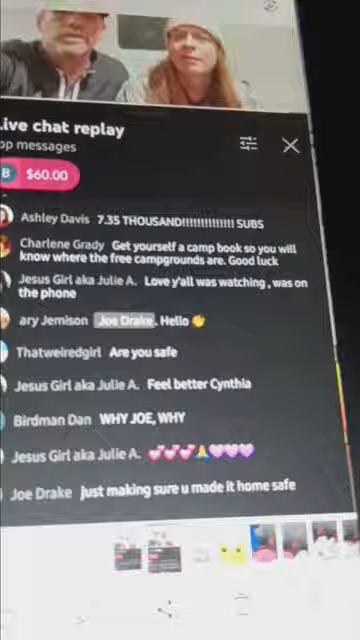 Live chat replay
op messages
B $60.00
Ashley Davis 7.35 THOUSAND!!!!!!!!!!!!!! SUBS
Charlene Grady Get yourself a camp book so you will
know where the free campgrounds are. Good luck
Jesus Girl aka Julie A. Love y'all was watching , was on
the phone
ary Jemison Joe Drake. Hello 👋
Thatweiredgirl Are you safe
Jesus Girl aka Julie A. Feel better Cynthia
Birdman Dan WHY JOE, WHY
Jesus Girl aka Julie A. 💞💞💞🙏💜💜💜
Joe Drake just making sure u made it home safe